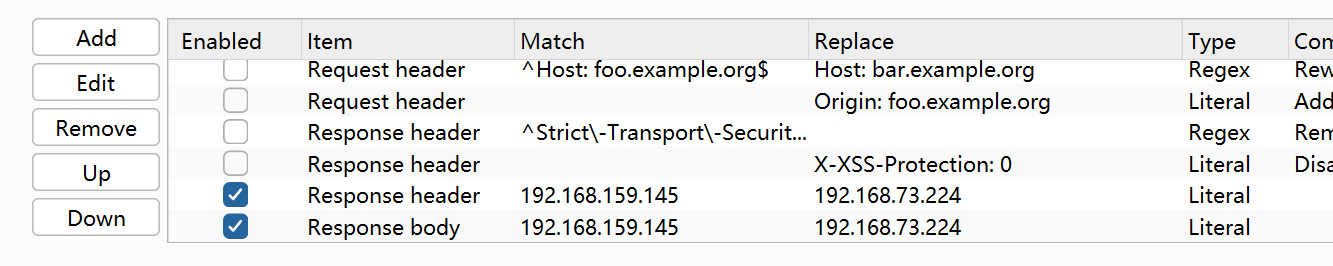 Add
Edit
Remove
Up
Down
Enabled Item Match Replace Type Com
Request header ^Host: foo.example.org$ Host: bar.example.org Regex Rew
Request header Origin: foo.example.org Literal Add
Response header ^Strict\-Transport\-Securit... Regex Rem
Response header X-XSS-Protection: 0 Literal Disa
Response header 192.168.159.145 192.168.73.224 Literal
Response body 192.168.159.145 192.168.73.224 Literal